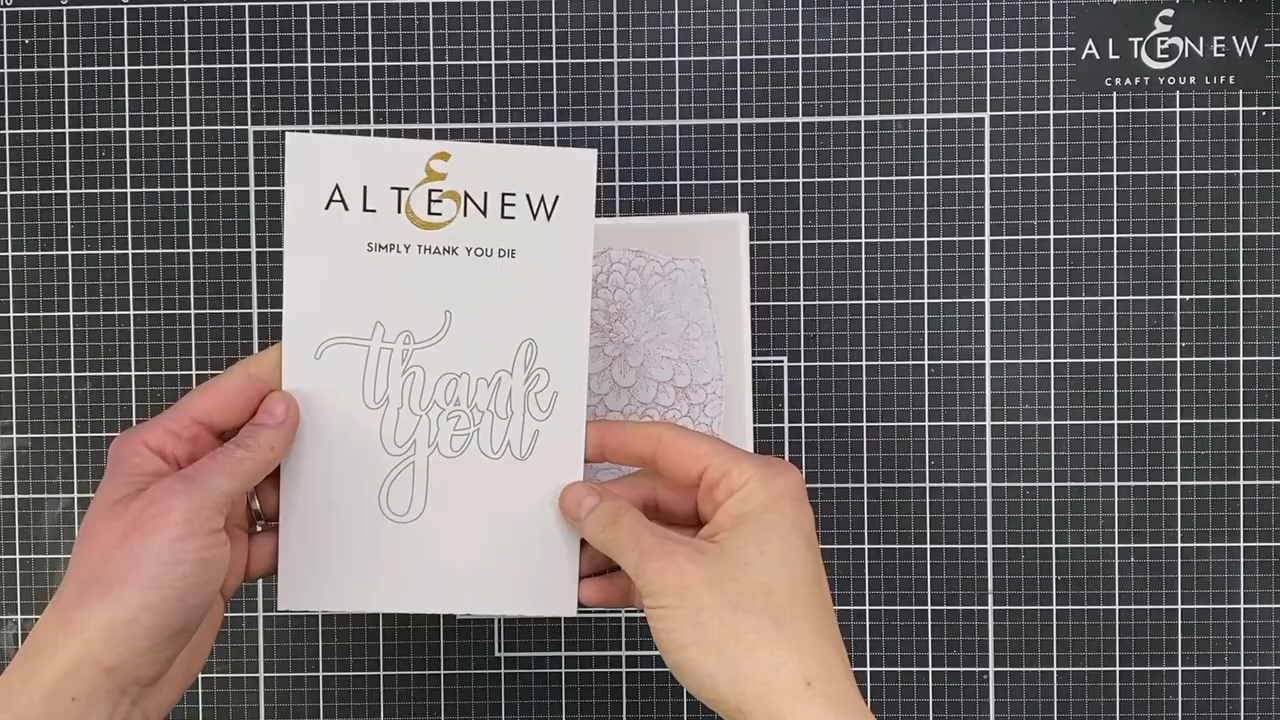 ALTENEW
CRAFT YOUR LIFE
ALTENEW
SIMPLY THANK YOU DIE
thank
you